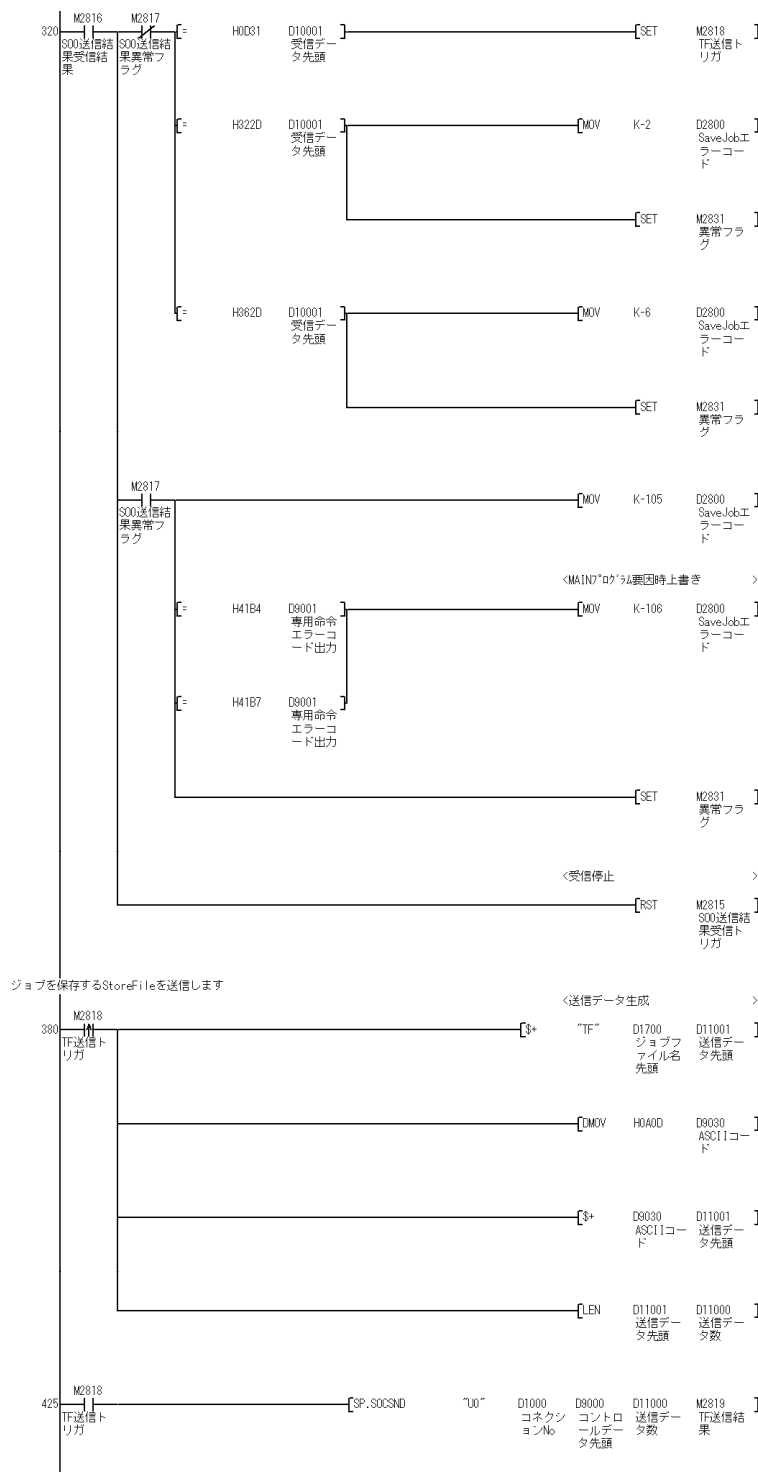 M2816 M2817
320 = H0D31 D10001 SET M2818
SO0送信結 SO0送信結 受信デー TF送信ト
果受信結 果異常フ タ先頭 リガ
果 ラグ
= H322D D10001 MOV K-2 D2800
受信デー SaveJobエ
タ先頭 ラーコー
ド
SET M2831
異常フラ
グ
= H362D D10001 MOV K-6 D2800
受信デー SaveJobエ
タ先頭 ラーコー
ド
SET M2831
異常フラ
グ
M2817
MOV K-105 D2800
SO0送信結 SaveJobエ
果異常フ ラーコー
ラグ ド
<MAINﾌﾟﾛｸﾞﾗﾑ要因時上書き >
= H41B4 D9001 MOV K-106 D2800
専用命令 SaveJobエ
エラーコ ラーコー
ード出力 ド
= H41B7 D9001
専用命令
エラーコ
ード出力
SET M2831
異常フラ
グ
<受信停止 >
RST M2815
SO0送信結
果受信ト
リガ
ジョブを保存するStoreFileを送信します
<送信データ生成 >
M2818
380 $+ "TF" D1700 D11001
TF送信ト ジョブフ 送信デー
リガ ァイル名 タ先頭
先頭
DMOV H0A0D D9030
ASCIIコー
ド
$+ D9030 D11001
ASCIIコー 送信デー
ド タ先頭
LEN D11001 D11000
送信デー 送信デー
タ先頭 タ数
M2818
425 SP.SOCSND "U0" D1000 D9000 D11000 M2819
TF送信ト コネクシ コントロ 送信デー TF送信結
リガ ョンNo ールデー タ数 果
タ先頭